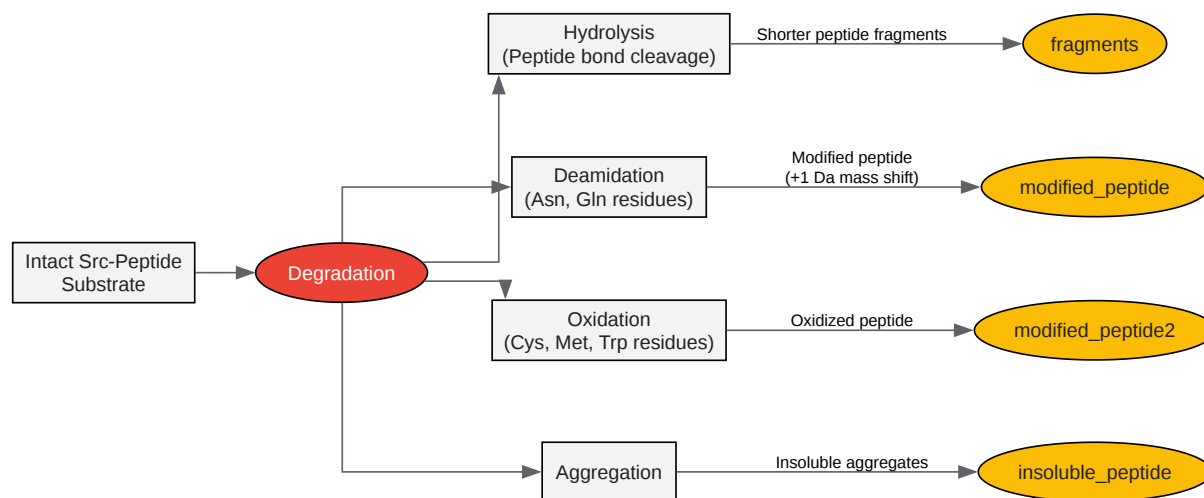 Hydrolysis
(Peptide bond cleavage)
Shorter peptide fragments
fragments
Deamidation
(Asn, Gln residues)
Modified peptide
(+1 Da mass shift)
modified_peptide
Intact Src-Peptide
Substrate
Degradation
Oxidation
(Cys, Met, Trp residues)
Oxidized peptide
modified_peptide2
Aggregation
Insoluble aggregates
insoluble_peptide